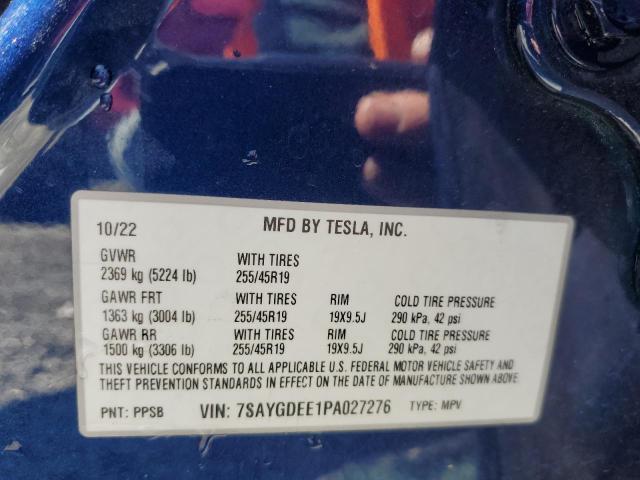 10/22 MFD BY TESLA, INC.
GVWR WITH TIRES
2369 kg (5224 lb) 255/45R19
GAWR FRT WITH TIRES RIM COLD TIRE PRESSURE
1363 kg (3004 lb) 255/45R19 19X9.5J 290 kPa, 42 psi
GAWR RR WITH TIRES RIM COLD TIRE PRESSURE
1500 kg (3306 lb) 255/45R19 19X9.5J 290 kPa, 42 psi
THIS VEHICLE CONFORMS TO ALL APPLICABLE U.S. FEDERAL MOTOR VEHICLE SAFETY AND
THEFT PREVENTION STANDARDS IN EFFECT ON THE DATE OF MANUFACTURE SHOWN ABOVE.
PNT: PPSB VIN: 7SAYGDEE1PA027276 TYPE: MPV